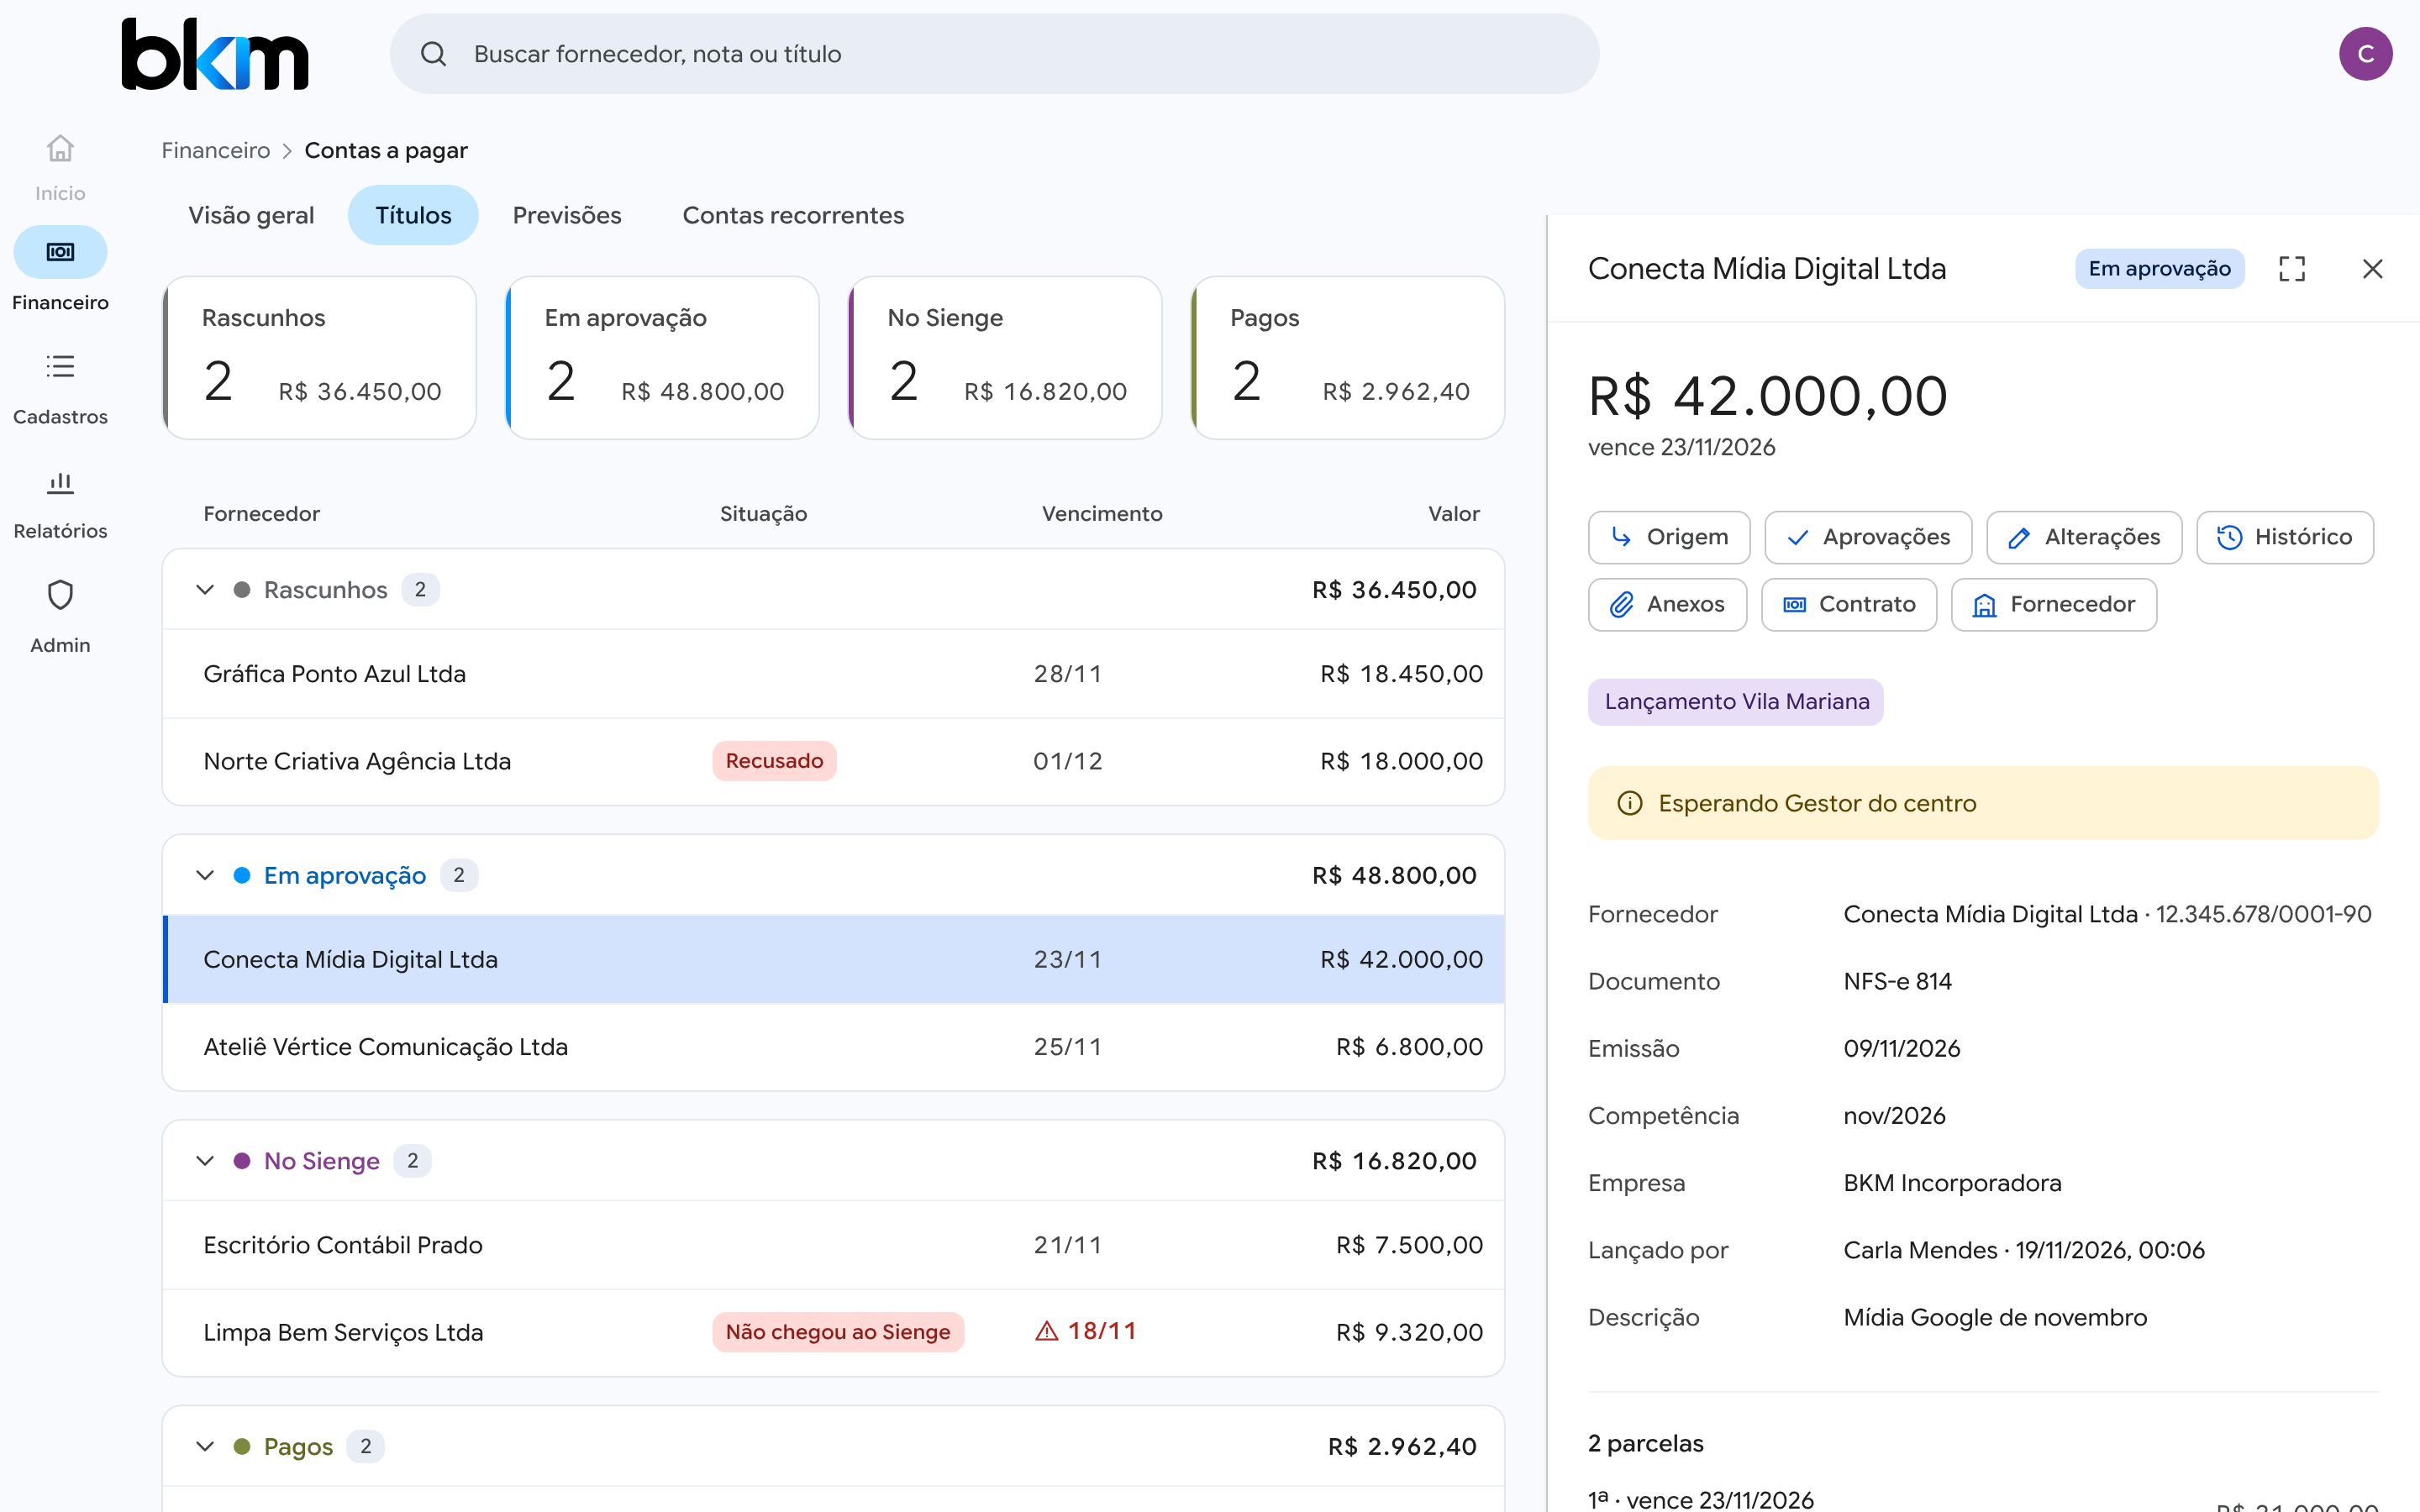 bkm
Buscar fornecedor, nota ou título
C
Início
Financeiro
Cadastros
Relatórios
Admin
Financeiro > Contas a pagar
Visão geral
Títulos
Previsões
Contas recorrentes
Rascunhos
2 R$ 36.450,00
Em aprovação
2 R$ 48.800,00
No Sienge
2 R$ 16.820,00
Pagos
2 R$ 2.962,40
Fornecedor Situação Vencimento Valor
Rascunhos 2 R$ 36.450,00
Gráfica Ponto Azul Ltda 28/11 R$ 18.450,00
Norte Criativa Agência Ltda Recusado 01/12 R$ 18.000,00
Em aprovação 2 R$ 48.800,00
Conecta Mídia Digital Ltda 23/11 R$ 42.000,00
Ateliê Vértice Comunicação Ltda 25/11 R$ 6.800,00
No Sienge 2 R$ 16.820,00
Escritório Contábil Prado 21/11 R$ 7.500,00
Limpa Bem Serviços Ltda Não chegou ao Sienge 18/11 R$ 9.320,00
Pagos 2 R$ 2.962,40
Conecta Mídia Digital Ltda Em aprovação
R$ 42.000,00
vence 23/11/2026
Origem Aprovações Alterações Histórico
Anexos Contrato Fornecedor
Lançamento Vila Mariana
Esperando Gestor do centro
Fornecedor Conecta Mídia Digital Ltda · 12.345.678/0001-90
Documento NFS-e 814
Emissão 09/11/2026
Competência nov/2026
Empresa BKM Incorporadora
Lançado por Carla Mendes · 19/11/2026, 00:06
Descrição Mídia Google de novembro
2 parcelas
1ª · vence 23/11/2026